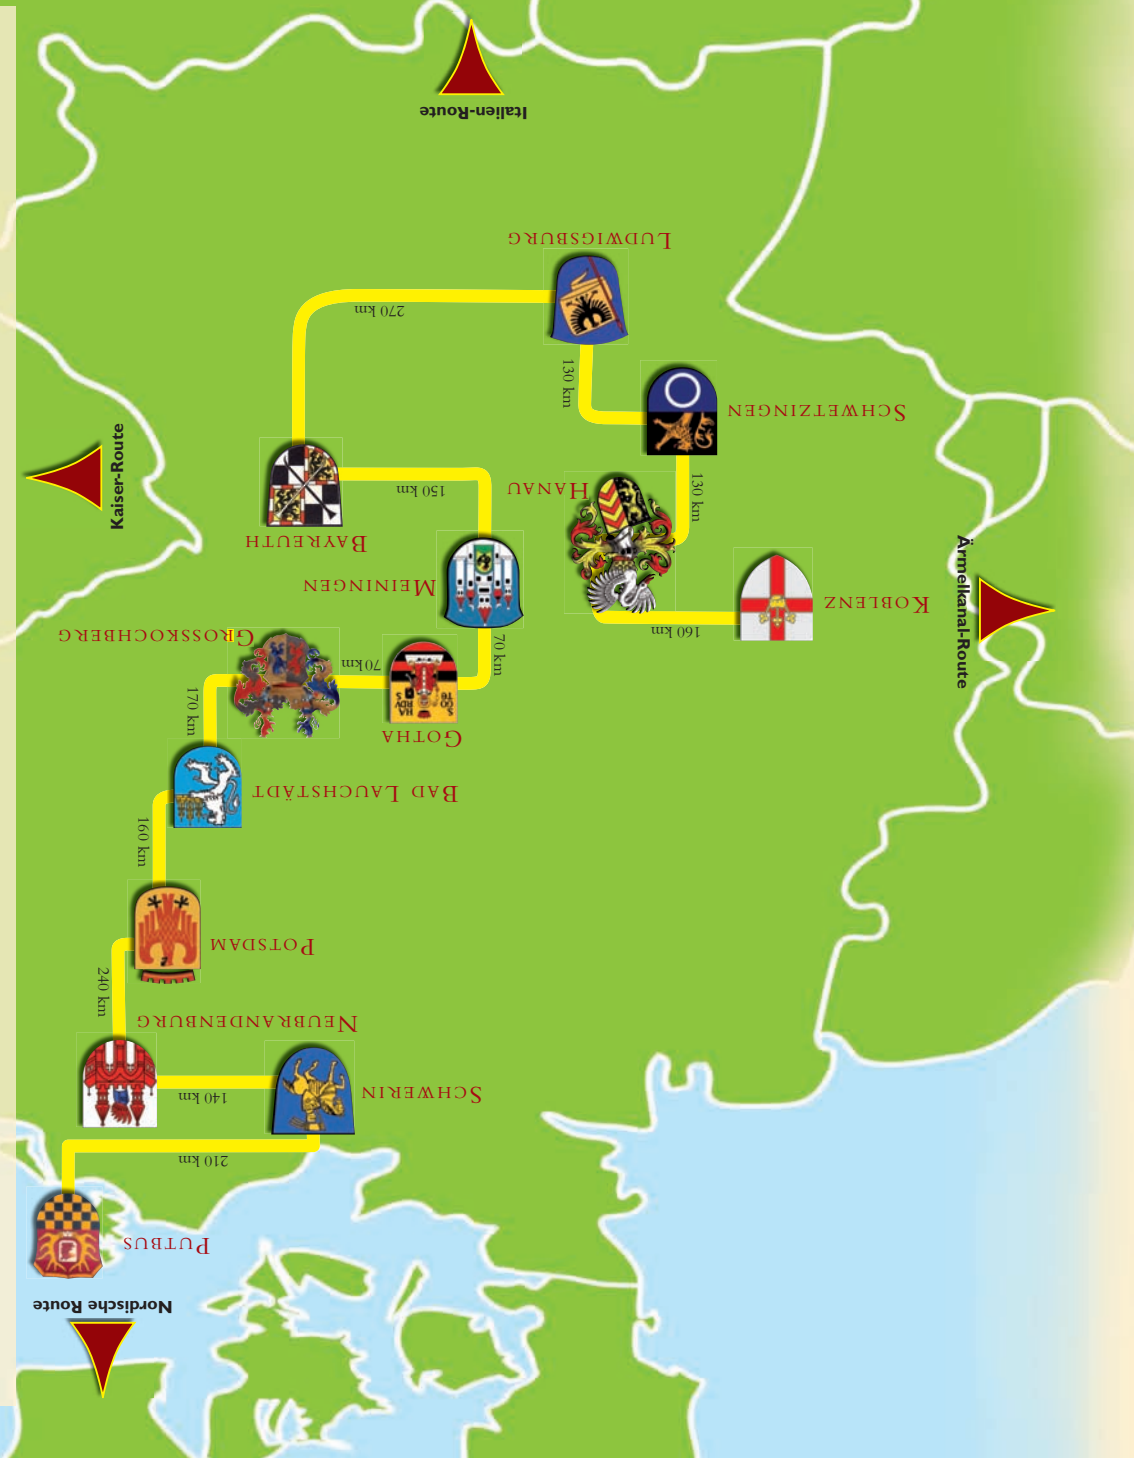 Nordische Route
PUTBUS
210 km
SCHWERIN
140 km
NEUBRANDENBURG
240 km
POTSDAM
160 km
BAD LAUCHSTÄDT
170 km
GOTHA
GROSSKOCHBERG
70km
70 km
KOBLENZ
160 km
Ärmelkanal-Route
MEININGEN
BAYREUTH
150 km
HANAU
130 km
Kaiser-Route
SCHWETZINGEN
130 km
270 km
LUDWIGSBURG
Italien-Route